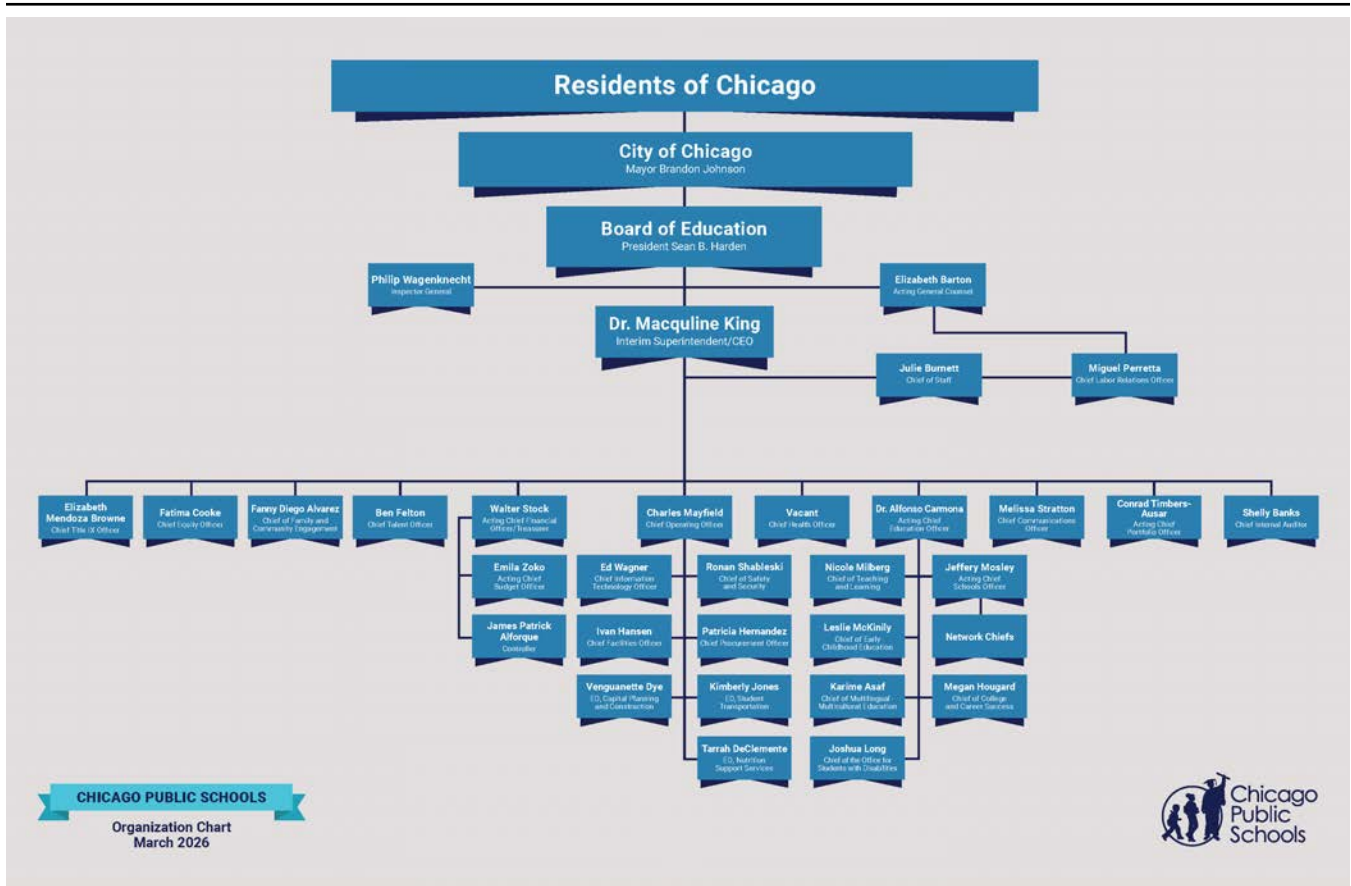 Residents of Chicago
City of Chicago
Mayor Brandon Johnson
Board of Education
President Sean B. Harden
Philip Wagenknecht
Inspector General
Elizabeth Barton
Acting General Counsel
Dr. Macquline King
Interim Superintendent/CEO
Julie Burnett
Chief of Staff
Miguel Perretta
Chief Labor Relations Officer
Elizabeth
Mendoza Browne
Chief Title IX Officer
Fatima Cooke
Chief Equity Officer
Fanny Diego Alvarez
Chief of Family and
Community Engagement
Ben Felton
Chief Talent Officer
Walter Stock
Acting Chief Financial
Officer/Treasurer
Charles Mayfield
Chief Operating Officer
Vacant
Chief Health Officer
Dr. Alfonso Carmona
Acting Chief
Education Officer
Melissa Stratton
Chief Communications
Officer
Conrad Timbers-
Ausar
Acting Chief
Portfolio Officer
Shelly Banks
Chief Internal Auditor
Emila Zoko
Acting Chief
Budget Officer
Ed Wagner
Chief Information
Technology Officer
Ronan Shableski
Chief of Safety
and Security
Nicole Milberg
Chief of Teaching
and Learning
Jeffery Mosley
Acting Chief
Schools Officer
James Patrick
Alforque
Controller
Ivan Hansen
Chief Facilities Officer
Patricia Hernandez
Chief Procurement Officer
Leslie McKinily
Chief of Early
Childhood Education
Network Chiefs
Venguanette Dye
ED, Capital Planning
and Construction
Kimberly Jones
ED, Student
Transportation
Karime Asaf
Chief of Multilingual-
Multicultural Education
Megan Hougard
Chief of College
and Career Success
Tarrah DeClemente
ED, Nutrition
Support Services
Joshua Long
Chief of the Office for
Students with Disabilities
CHICAGO PUBLIC SCHOOLS
Organization Chart
March 2026
Chicago
Public
Schools